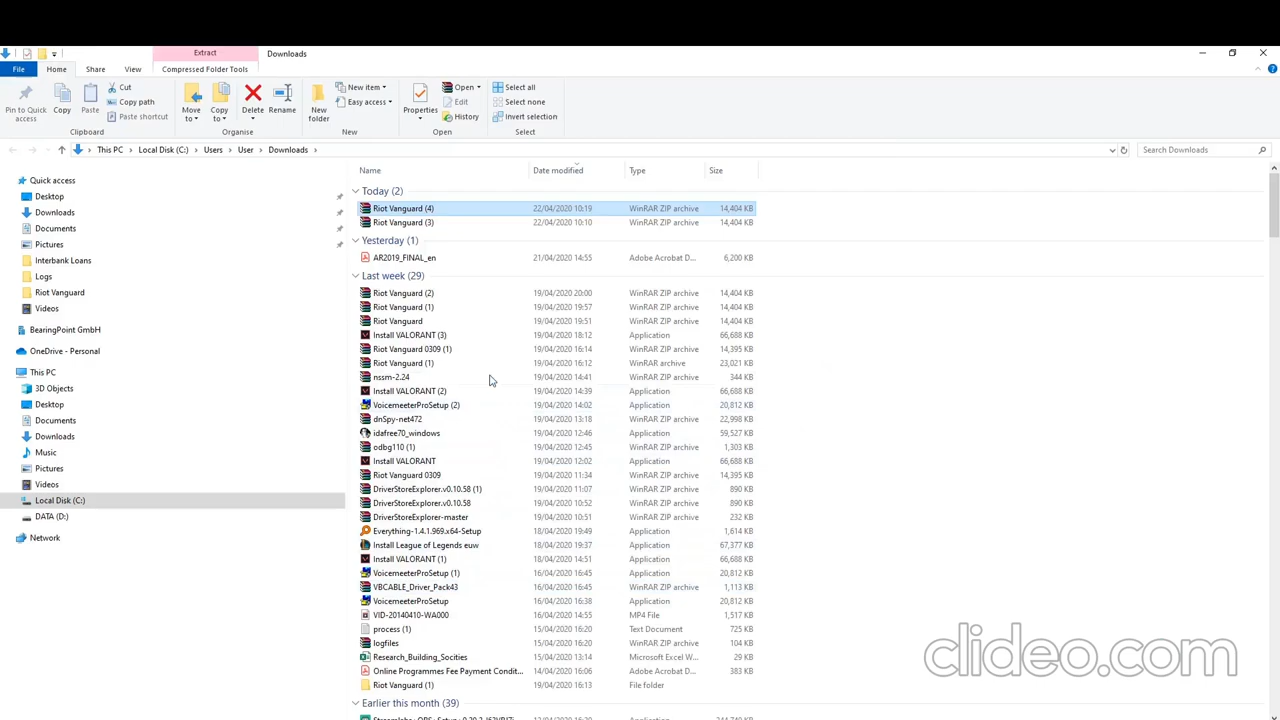 Extract Downloads
File Home Share View Compressed Folder Tools
Pin to Quick access
Copy
Paste
Cut
Copy path
Paste shortcut
Clipboard
Move to
Copy to
Delete
Rename
Organise
New folder
New item
Easy access
New
Properties
Open
Edit
History
Open
Select all
Select none
Invert selection
Select
This PC > Local Disk (C:) > Users > User > Downloads >
Search Downloads
Quick access
Desktop
Downloads
Documents
Pictures
Interbank Loans
Logs
Riot Vanguard
Videos
BearingPoint GmbH
OneDrive - Personal
This PC
3D Objects
Desktop
Documents
Downloads
Music
Pictures
Videos
Local Disk (C:)
DATA (D:)
Network
Name Date modified Type Size
Today (2)
Riot Vanguard (4) 22/04/2020 10:19 WinRAR ZIP archive 14,404 KB
Riot Vanguard (3) 22/04/2020 10:10 WinRAR ZIP archive 14,404 KB
Yesterday (1)
AR2019_FINAL_en 21/04/2020 14:55 Adobe Acrobat D... 6,200 KB
Last week (29)
Riot Vanguard (2) 19/04/2020 20:00 WinRAR ZIP archive 14,404 KB
Riot Vanguard (1) 19/04/2020 19:57 WinRAR ZIP archive 14,404 KB
Riot Vanguard 19/04/2020 19:51 WinRAR ZIP archive 14,404 KB
Install VALORANT (3) 19/04/2020 18:12 Application 66,688 KB
Riot Vanguard 0309 (1) 19/04/2020 16:14 WinRAR ZIP archive 14,395 KB
Riot Vanguard (1) 19/04/2020 16:12 WinRAR archive 23,021 KB
nssm-2.24 19/04/2020 14:41 WinRAR ZIP archive 344 KB
Install VALORANT (2) 19/04/2020 14:39 Application 66,688 KB
VoicemeeterProSetup (2) 19/04/2020 14:02 Application 20,812 KB
dnSpy-net472 19/04/2020 13:18 WinRAR ZIP archive 22,998 KB
idafree70_windows 19/04/2020 12:46 Application 59,527 KB
odbg110 (1) 19/04/2020 12:45 WinRAR ZIP archive 1,303 KB
Install VALORANT 19/04/2020 12:02 Application 66,688 KB
Riot Vanguard 0309 19/04/2020 11:34 WinRAR ZIP archive 14,395 KB
DriverStoreExplorer.v0.10.58 (1) 19/04/2020 11:07 WinRAR ZIP archive 890 KB
DriverStoreExplorer.v0.10.58 19/04/2020 10:52 WinRAR ZIP archive 890 KB
DriverStoreExplorer-master 19/04/2020 10:51 WinRAR ZIP archive 232 KB
Everything-1.4.1.969.x64-Setup 18/04/2020 19:49 Application 1,614 KB
Install League of Legends euw 18/04/2020 19:37 Application 67,377 KB
Install VALORANT (1) 18/04/2020 14:51 Application 66,688 KB
VoicemeeterProSetup (1) 16/04/2020 16:45 Application 20,812 KB
VBCABLE_Driver_Pack43 16/04/2020 16:45 WinRAR ZIP archive 1,113 KB
VoicemeeterProSetup 16/04/2020 16:38 Application 20,812 KB
VID-20140410-WA000 16/04/2020 14:55 MP4 File 1,517 KB
process (1) 15/04/2020 16:20 Text Document 725 KB
logfiles 15/04/2020 16:20 WinRAR ZIP archive 104 KB
Research_Building_Socities 15/04/2020 13:14 Microsoft Excel W... 29 KB
Online Programmes Fee Payment Condit... 14/04/2020 16:06 Adobe Acrobat D... 383 KB
Riot Vanguard (1) 19/04/2020 16:13 File folder
Earlier this month (39)
clideo.com